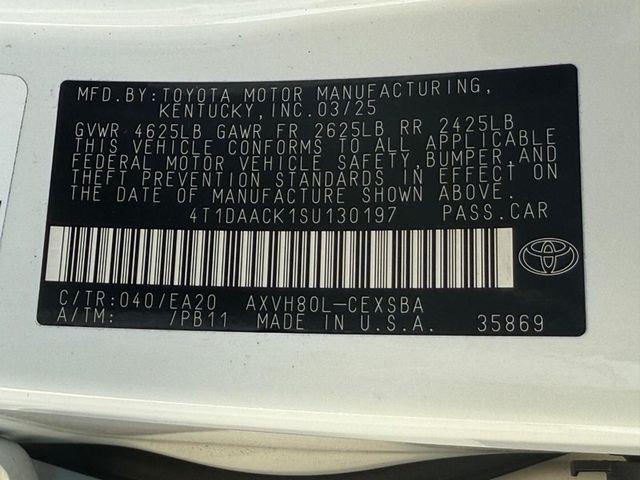 MFD.BY:TOYOTA MOTOR MANUFACTURING,
KENTUCKY,INC.03/25
GVWR 4625LB GAWR FR 2625LB RR 2425LB
THIS VEHICLE CONFORMS TO ALL APPLICABLE
FEDERAL MOTOR VEHICLE SAFETY,BUMPER,AND
THEFT PREVENTION STANDARDS IN EFFECT ON
THE DATE OF MANUFACTURE SHOWN ABOVE.
4T1DAACK1SU130197 PASS.CAR
C/TR:040/EA20 AXVH80L-CEXSBA
A/TM: /PB11 MADE IN U.S.A. 35869